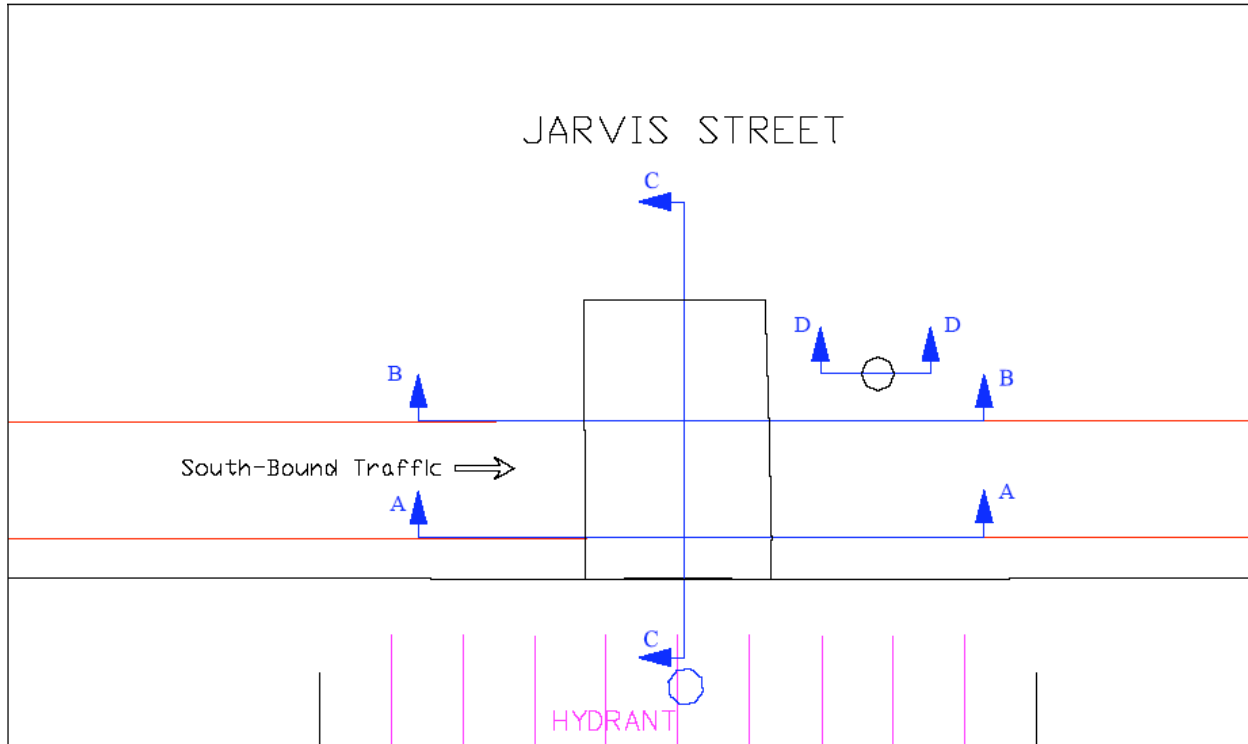 JARVIS STREET
C
D D
B B
South-Bound Traffic
A A
C
HYDRANT